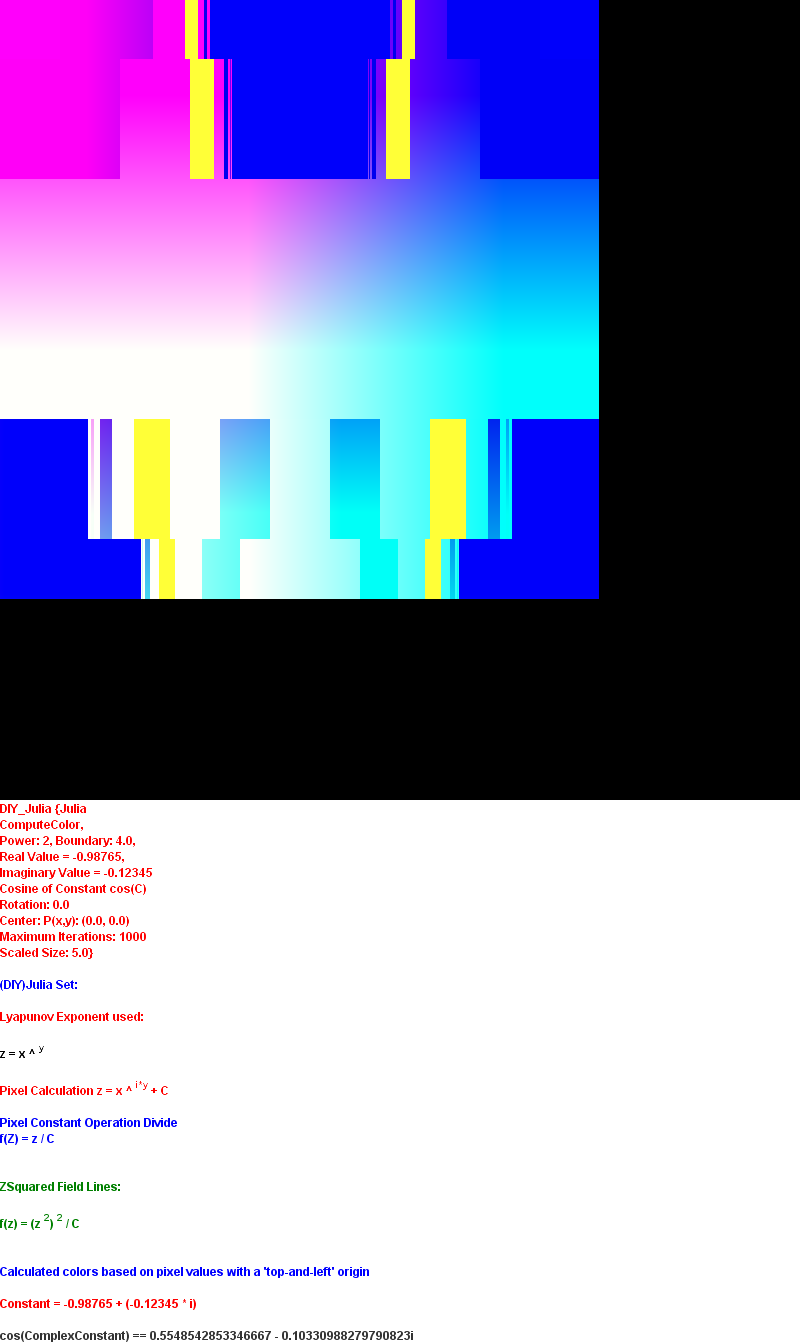 DIY_Julia {Julia
ComputeColor,
Power: 2, Boundary: 4.0,
Real Value = -0.98765,
Imaginary Value = -0.12345
Cosine of Constant cos(C)
Rotation: 0.0
Center: P(x,y): (0.0, 0.0)
Maximum Iterations: 1000
Scaled Size: 5.0}
(DIY)Julia Set:
Lyapunov Exponent used:
z = x ^ y
Pixel Calculation z = x ^ i*y + C
Pixel Constant Operation Divide
f(Z) = z / C
ZSquared Field Lines:
f(z) = (z 2) 2 / C
Calculated colors based on pixel values with a 'top-and-left' origin
Constant = -0.98765 + (-0.12345 * i)
cos(ComplexConstant) == 0.5548542853346667 - 0.10330988279790823i